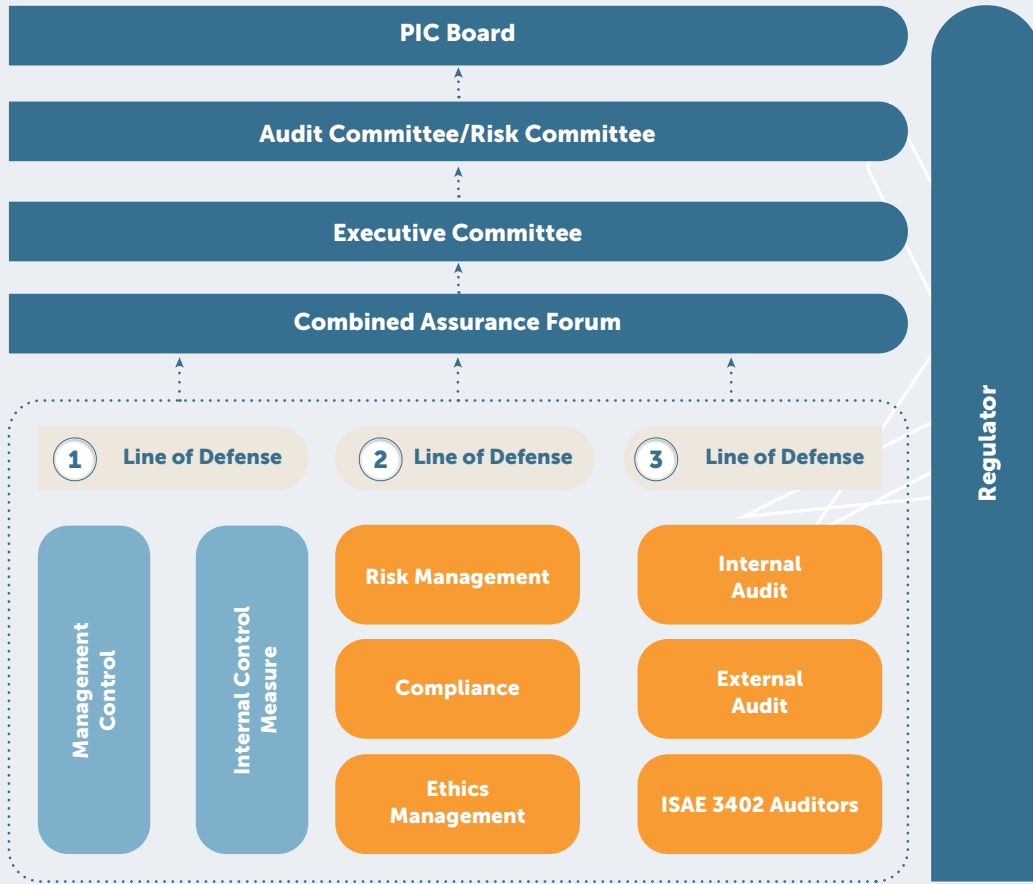 PIC Board
Audit Committee/Risk Committee
Executive Committee
Combined Assurance Forum
1 Line of Defense
2 Line of Defense
3 Line of Defense
Management
Control
Internal Control
Measure
Risk Management
Compliance
Ethics
Management
Internal
Audit
External
Audit
ISAE 3402 Auditors
Regulator